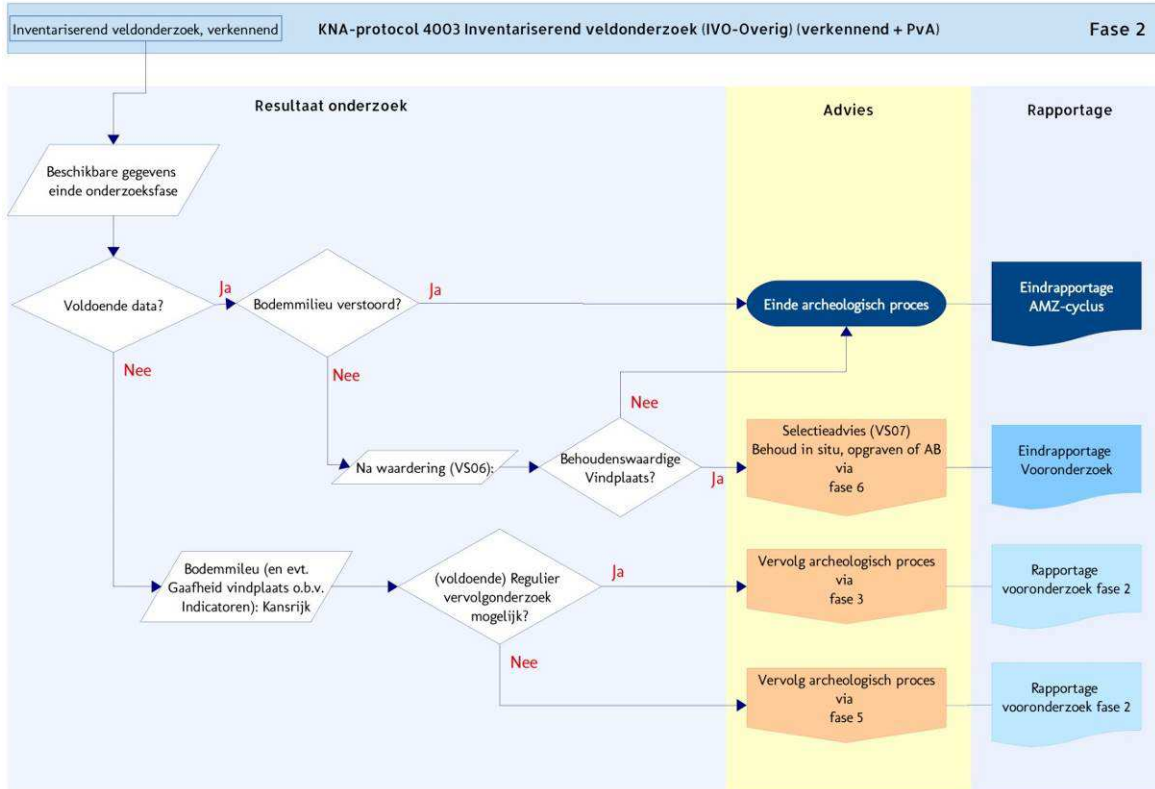 Inventariserend veldonderzoek, verkennend
KNA-protocol 4003 Inventariserend veldonderzoek (IVO-Overig) (verkennend + PvA)
Fase 2
Resultaat onderzoek
Advies
Rapportage
Beschikbare gegevens
einde onderzoeksfase
Voldoende data?
Ja
Bodemmilieu verstoord?
Ja
Einde archeologisch proces
Eindrapportage
AMZ-cyclus
Nee
Nee
Nee
Na waardering (VS06):
Behoudenswaardige
Vindplaats?
Ja
Selectieadvies (VS07)
Behoud in situ, opgraven of AB
via
fase 6
Eindrapportage
Vooronderzoek
Bodemmileu (en evt.
Gaafheid vindplaats o.b.v.
Indicatoren): Kansrijk
(voldoende) Regulier
vervolgonderzoek
mogelijk?
Ja
Vervolg archeologisch proces
via
fase 3
Rapportage
vooronderzoek fase 2
Nee
Vervolg archeologisch proces
via
fase 5
Rapportage
vooronderzoek fase 2